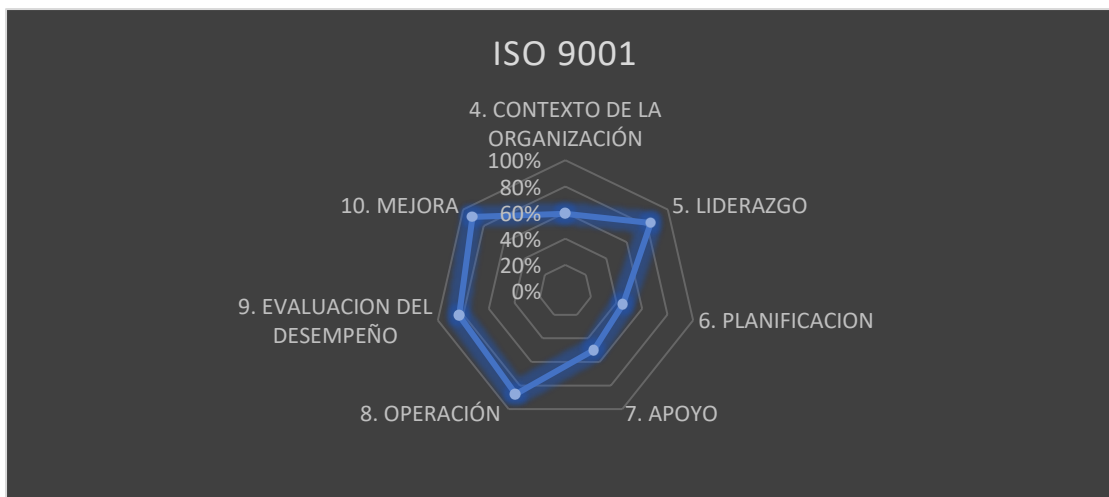 ISO 9001
4. CONTEXTO DE LA
ORGANIZACIÓN
100%
80%
60%
40%
20%
0%
5. LIDERAZGO
6. PLANIFICACION
7. APOYO
8. OPERACIÓN
9. EVALUACION DEL
DESEMPEÑO
10. MEJORA